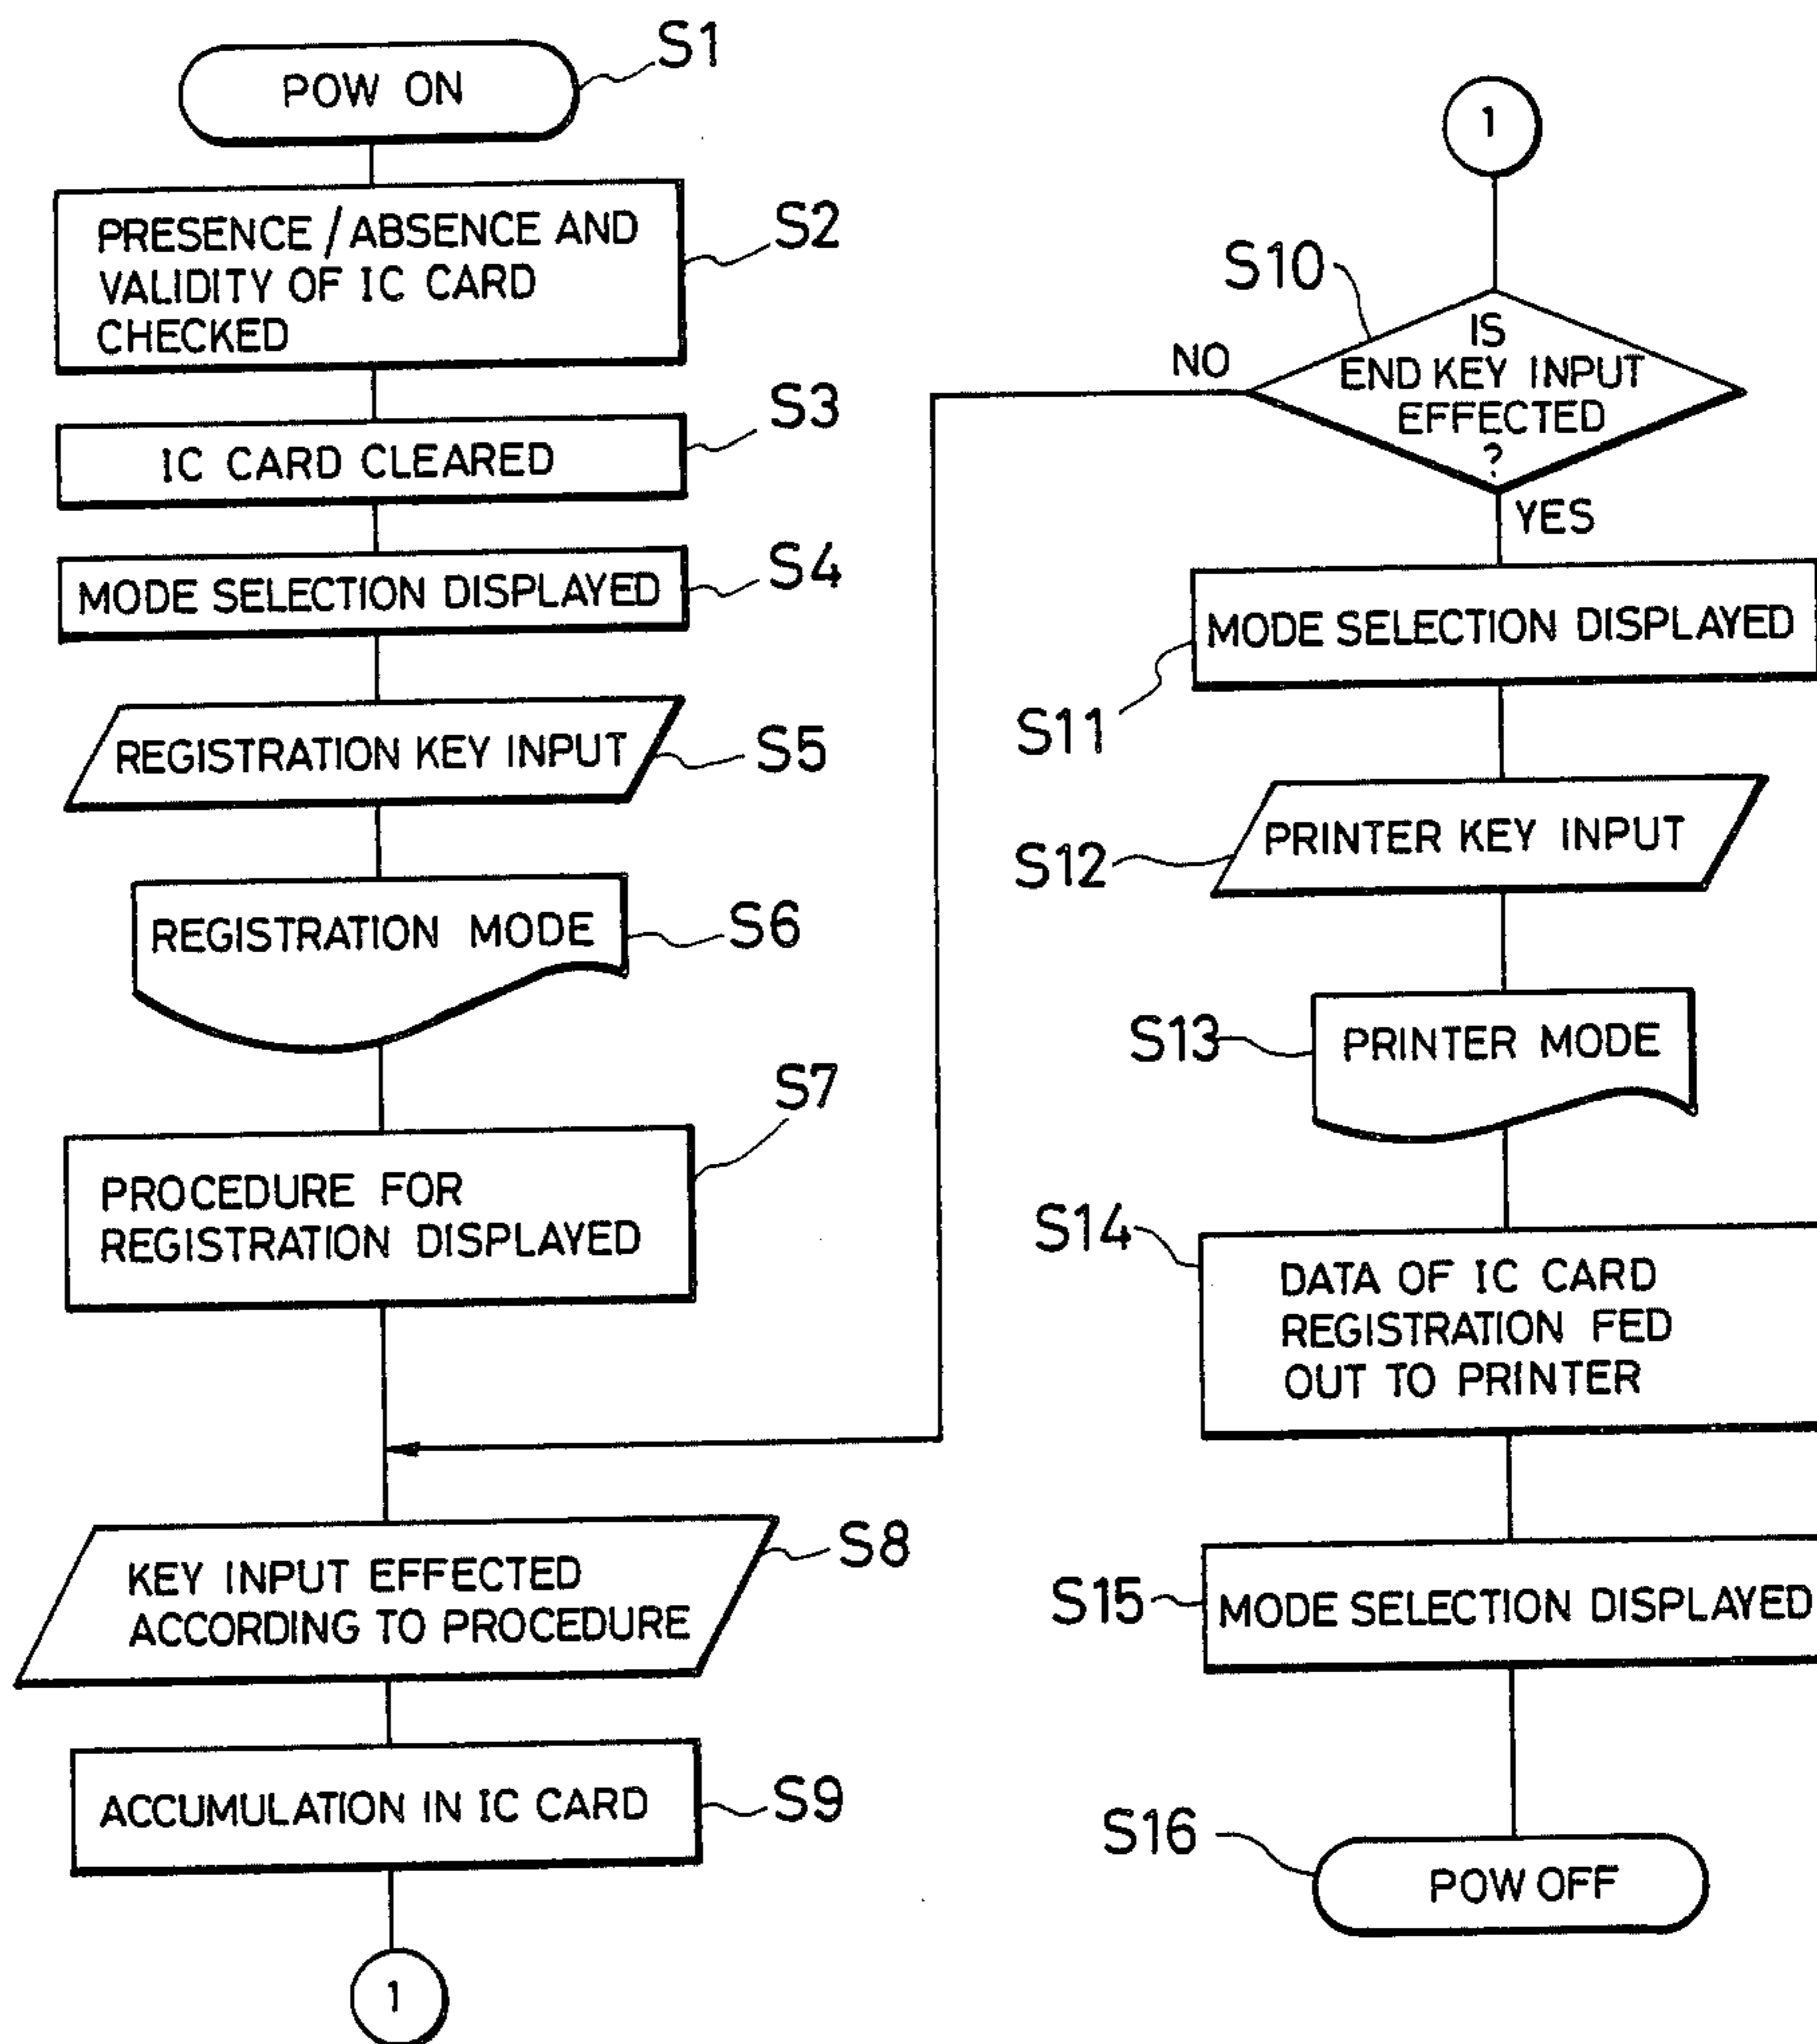 POW ON
S1
PRESENCE / ABSENCE AND
VALIDITY OF IC CARD
CHECKED
S2
IC CARD CLEARED
S3
MODE SELECTION DISPLAYED
S4
REGISTRATION KEY INPUT
S5
REGISTRATION MODE
S6
PROCEDURE FOR
REGISTRATION DISPLAYED
S7
KEY INPUT EFFECTED
ACCORDING TO PROCEDURE
S8
ACCUMULATION IN IC CARD
S9
1
1
S10
IS
END KEY INPUT
EFFECTED
?
NO
YES
MODE SELECTION DISPLAYED
S11
PRINTER KEY INPUT
S12
PRINTER MODE
S13
DATA OF IC CARD
REGISTRATION FED
OUT TO PRINTER
S14
MODE SELECTION DISPLAYED
S15
POW OFF
S16